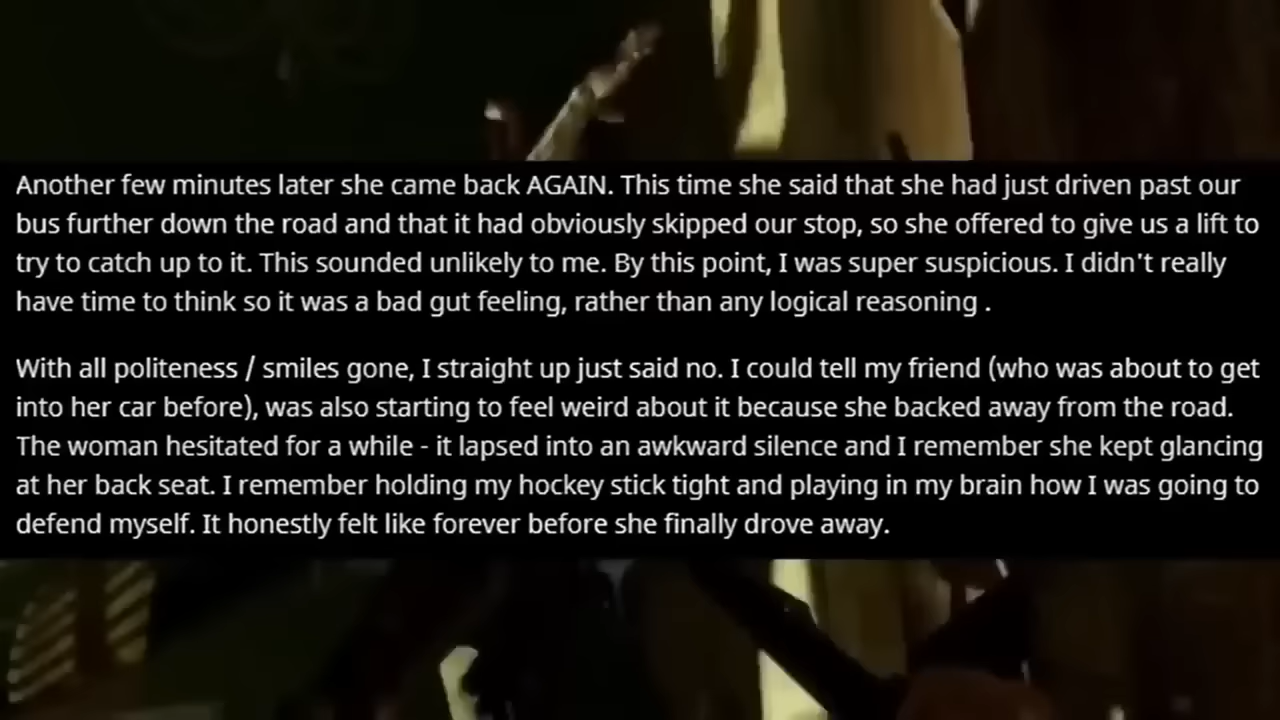 Another few minutes later she came back AGAIN. This time she said that she had just driven past our
bus further down the road and that it had obviously skipped our stop, so she offered to give us a lift to
try to catch up to it. This sounded unlikely to me. By this point, I was super suspicious. I didn't really
have time to think so it was a bad gut feeling, rather than any logical reasoning .
With all politeness / smiles gone, I straight up just said no. I could tell my friend (who was about to get
into her car before), was also starting to feel weird about it because she backed away from the road.
The woman hesitated for a while - it lapsed into an awkward silence and I remember she kept glancing
at her back seat. I remember holding my hockey stick tight and playing in my brain how I was going to
defend myself. It honestly felt like forever before she finally drove away.